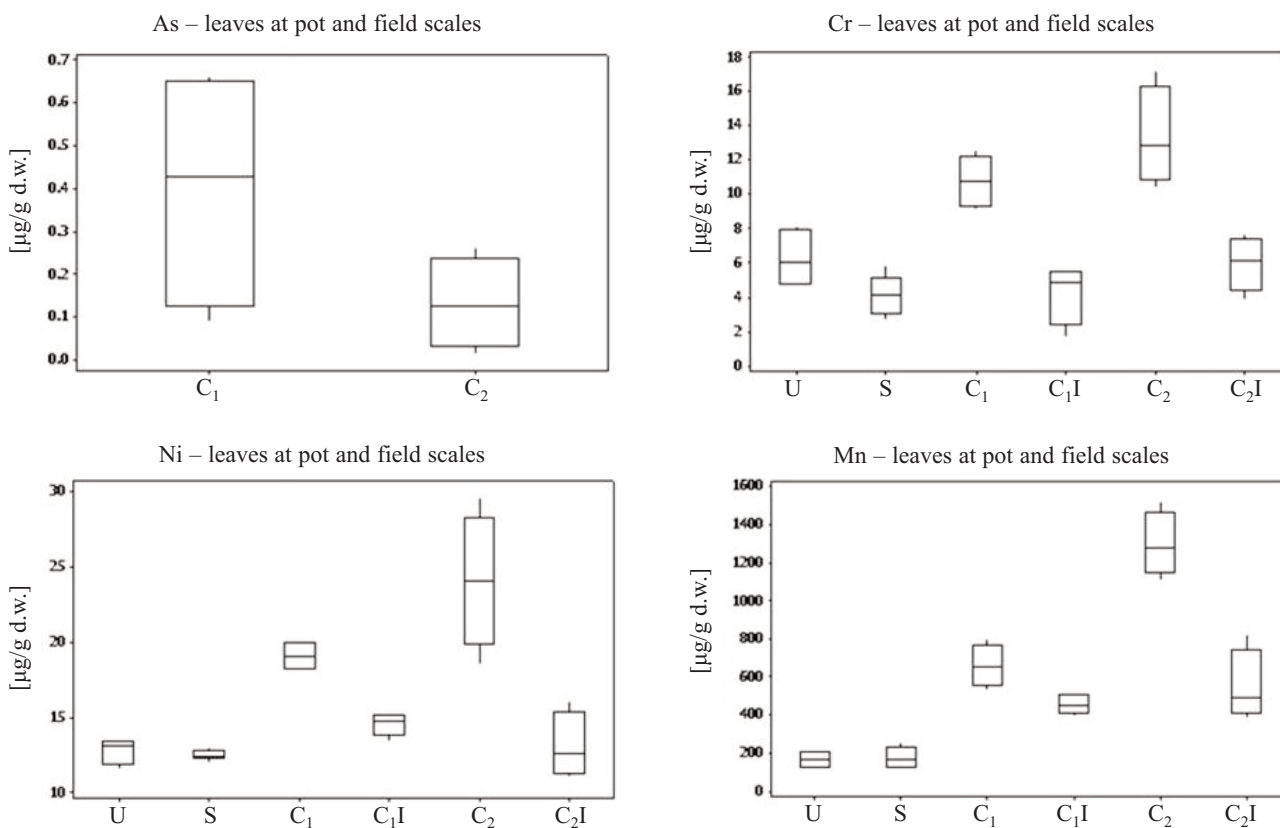 As – leaves at pot and field scales
[µg/g d.w.]
0.7
0.6
0.5
0.4
0.3
0.2
0.1
0.0
C₁ C₂
Cr – leaves at pot and field scales
[µg/g d.w.]
18
16
14
12
10
8
6
4
2
0
U S C₁ C₁I C₂ C₂I
Ni – leaves at pot and field scales
[µg/g d.w.]
30
25
20
15
10
U S C₁ C₁I C₂ C₂I
Mn – leaves at pot and field scales
[µg/g d.w.]
1600
1400
1200
1000
800
600
400
200
0
U S C₁ C₁I C₂ C₂I